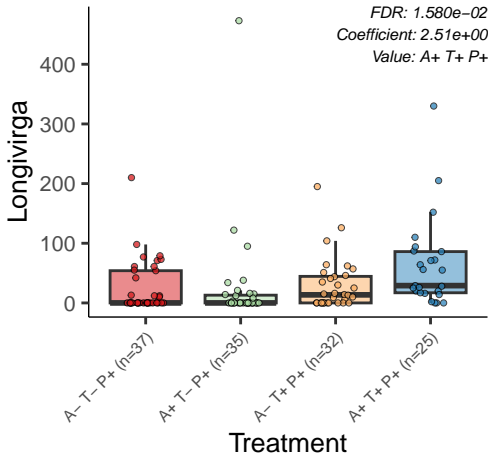 FDR: 1.580e−02
Coefficient: 2.51e+00
Value: A+ T+ P+
Longivirga
400
300
200
100
0
A− T− P+ (n=37)
A+ T− P+ (n=35)
A− T+ P+ (n=32)
A+ T+ P+ (n=25)
Treatment